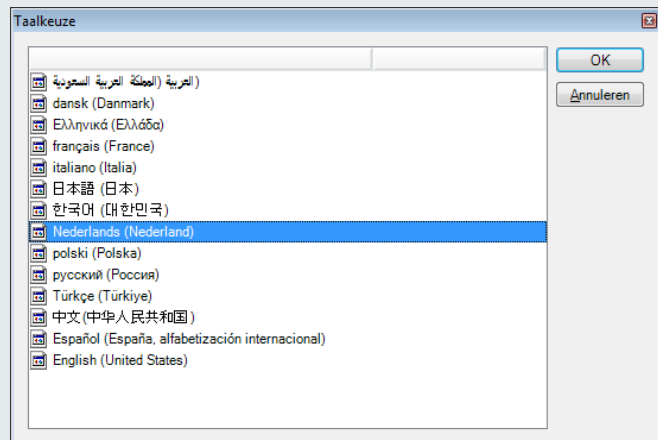 Taalkeuze
العربية (المملكة العربية السعودية)
dansk (Danmark)
Ελληνικά (Ελλάδα)
français (France)
italiano (Italia)
日本語 (日本)
한국어 (대한민국)
Nederlands (Nederland)
polski (Polska)
русский (Россия)
Türkçe (Türkiye)
中文(中华人民共和国)
Español (España, alfabetización internacional)
English (United States)
OK
Annuleren